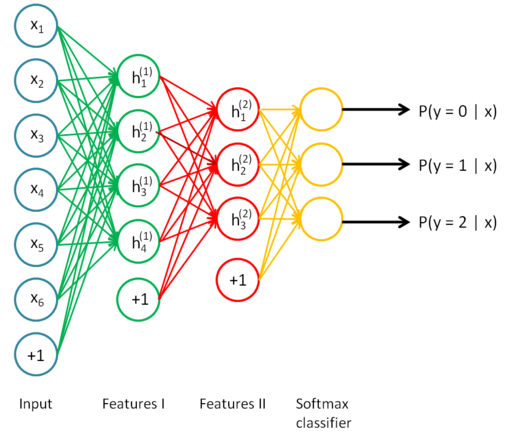 x1
x2
x3
x4
x5
x6
+1
h1(1)
h2(1)
h3(1)
h4(1)
+1
h1(2)
h2(2)
h3(2)
+1
P(y = 0 | x)
P(y = 1 | x)
P(y = 2 | x)
Input
Features I
Features II
Softmax
classifier